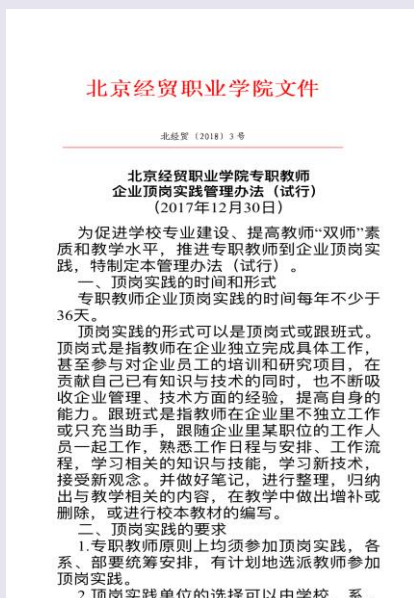 北京经贸职业学院文件
北经贸（2018）3 号
北京经贸职业学院专职教师
企业顶岗实践管理办法（试行）
（2017年12月30日）
为促进学校专业建设、提高教师“双师”素
质和教学水平，推进专职教师到企业顶岗实
践，特制定本管理办法（试行）。
一、顶岗实践的时间和形式
专职教师企业顶岗实践的时间每年不少于
36天。
顶岗实践的形式可以是顶岗式或跟班式。
顶岗式是指教师在企业独立完成具体工作，
甚至参与对企业员工的培训和研究项目，在
贡献自己已有知识与技术的同时，也不断吸
收企业管理、技术方面的经验，提高自身的
能力。跟班式是指教师在企业里不独立工作
或只充当助手，跟随企业里某职位的工作人
员一起工作，熟悉工作日程与安排、工作流
程，学习相关的知识与技能，学习新技术，
接受新观念。并做好笔记，进行整理，归纳
出与教学相关的内容，在教学中做出增补或
删除，或进行校本教材的编写。
二、顶岗实践的要求
1.专职教师原则上均须参加顶岗实践，各
系、部要统筹安排，有计划地选派教师参加
顶岗实践。
2.顶岗实践单位的选择可以由学校、系、